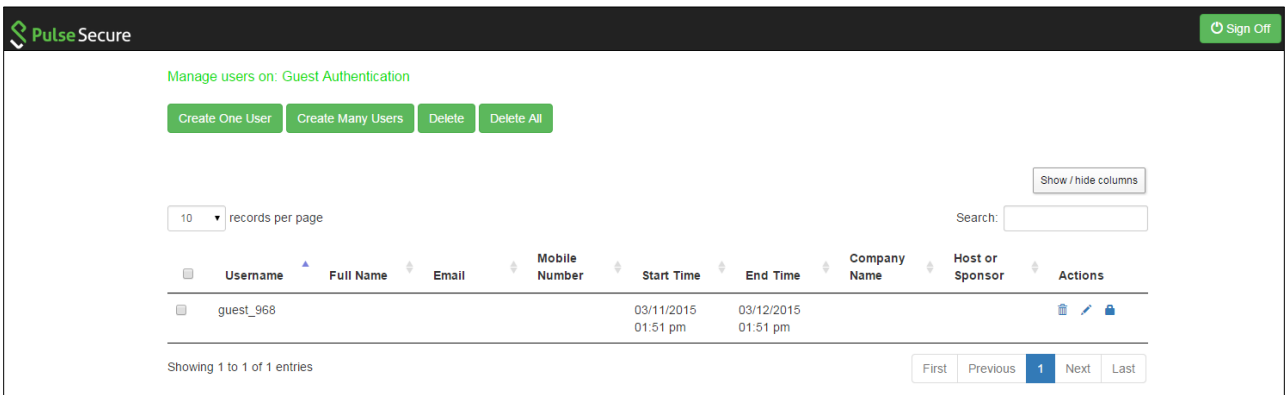 Pulse Secure
Sign Off
Manage users on: Guest Authentication
Create One User Create Many Users Delete Delete All
Show / hide columns
10 records per page Search:
Username Full Name Email Mobile Number Start Time End Time Company Name Host or Sponsor Actions
guest_968 03/11/2015 03/12/2015
01:51 pm 01:51 pm
Showing 1 to 1 of 1 entries First Previous 1 Next Last